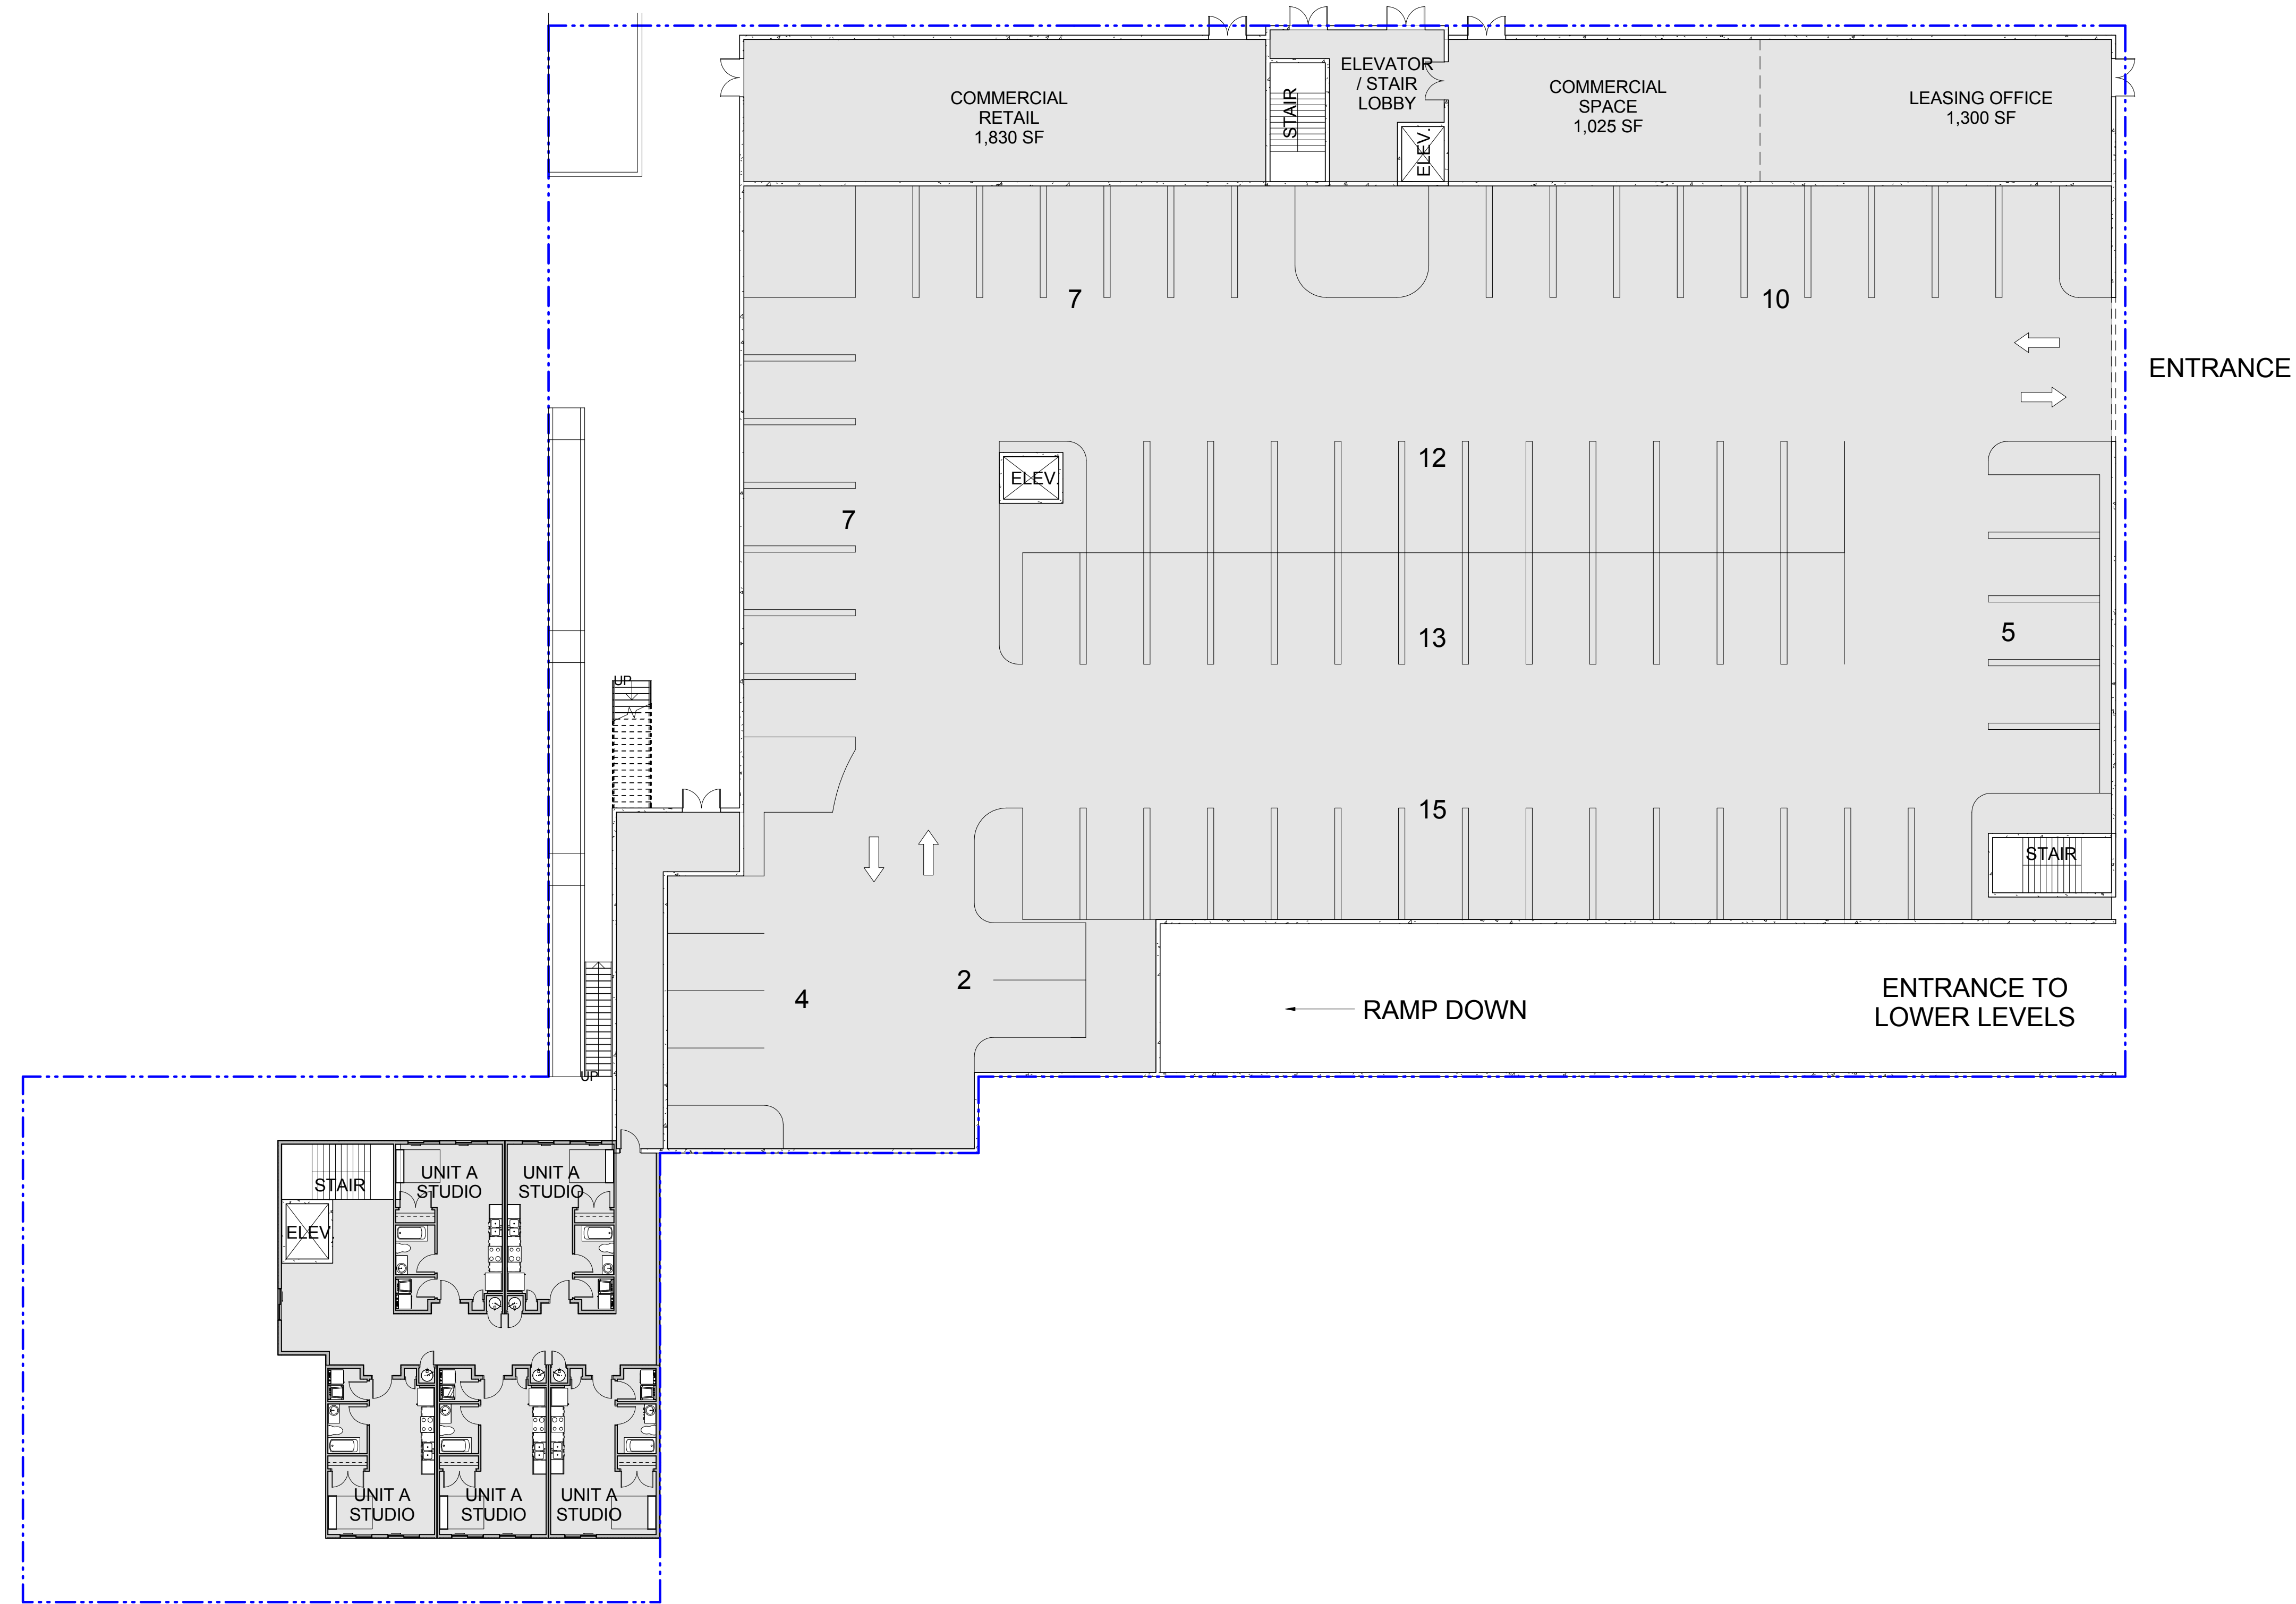 COMMERCIAL
RETAIL
1,830 SF
STAIR
ELEVATOR
/ STAIR
LOBBY
ELEV.
COMMERCIAL
SPACE
1,025 SF
LEASING OFFICE
1,300 SF
7
10
ENTRANCE
12
ELEV.
7
13
5
UP
15
STAIR
4
2
RAMP DOWN
ENTRANCE TO
LOWER LEVELS
UP
STAIR
ELEV.
UNIT A
STUDIO
UNIT A
STUDIO
UNIT A
STUDIO
UNIT A
STUDIO
UNIT A
STUDIO